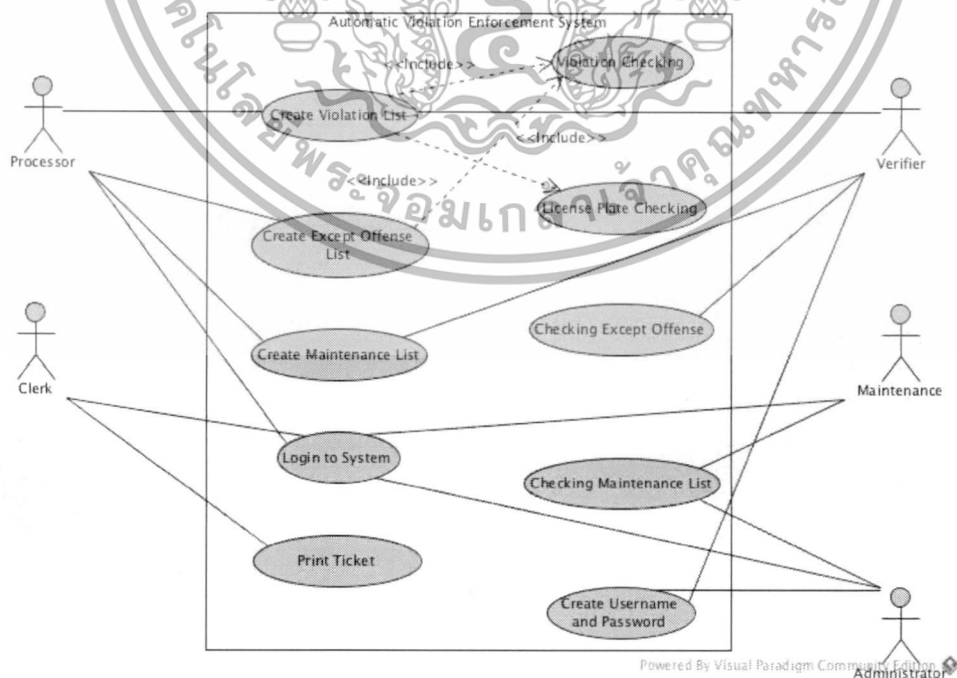 Automatic Violation Enforcement System
<<Include>>
Violation Checking
Create Violation List
Processor
Verifier
<<Include>>
<<Include>>
License Plate Checking
Create Except Offense
List
Checking Except Offense
Create Maintenance List
Clerk
Maintenance
Login to System
Checking Maintenance List
Print Ticket
Create Username
and Password
Powered By Visual Paradigm Community Edition
Administrator